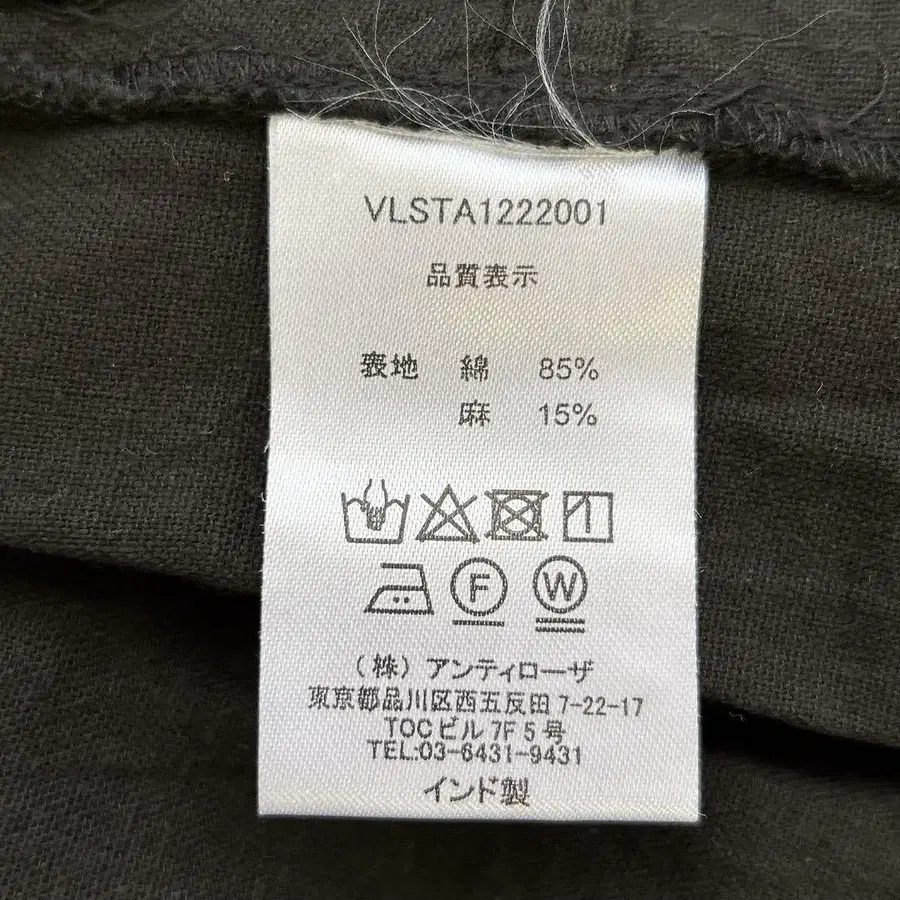 VLSTA1222001
品質表示
表地 綿 85%
麻 15%
F W
(株) アンティローザ
東京都品川区西五反田7-22-17
TOCビル 7F 5号
TEL:03-6431-9431
インド製